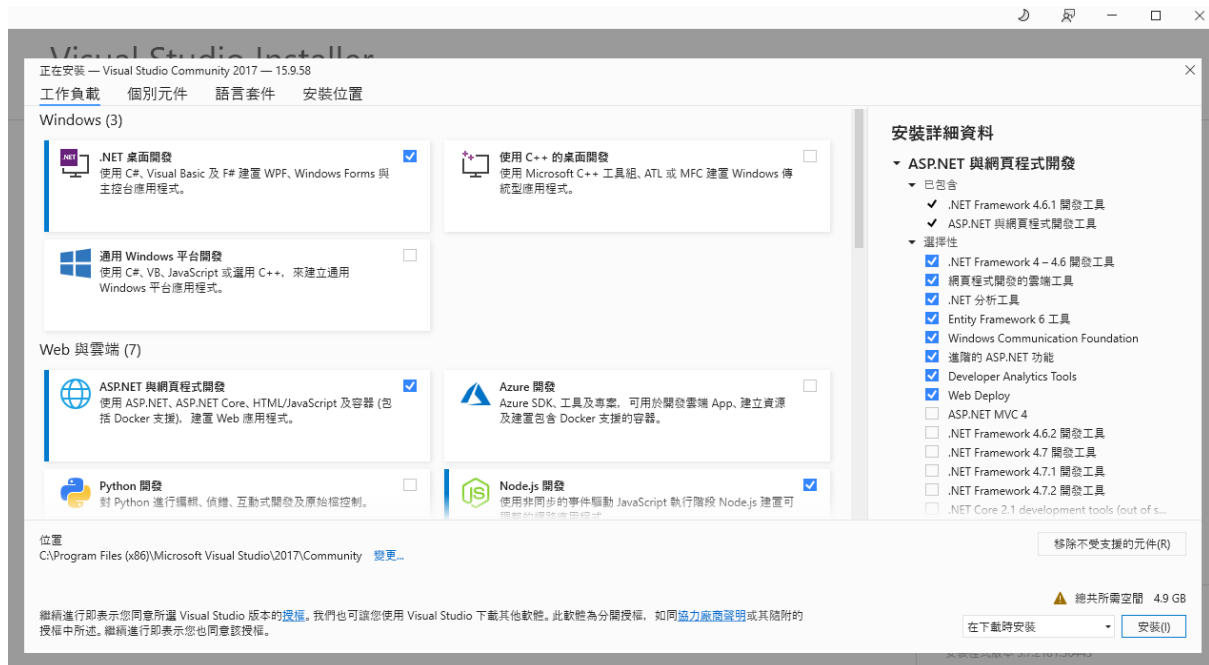 Visual Studio Installer
正在安裝 — Visual Studio Community 2017 — 15.9.58
工作負載 個別元件 語言套件 安裝位置
Windows (3)
.NET 桌面開發
使用 C#、Visual Basic 及 F# 建置 WPF、Windows Forms 與
主控台應用程式。
使用 C++ 的桌面開發
使用 Microsoft C++ 工具組、ATL 或 MFC 建置 Windows 傳
統型應用程式。
通用 Windows 平台開發
使用 C#、VB、JavaScript 或選用 C++，來建立通用
Windows 平台應用程式。
Web 與雲端 (7)
ASP.NET 與網頁程式開發
使用 ASP.NET、ASP.NET Core、HTML/JavaScript 及容器 (包
括 Docker 支援)，建置 Web 應用程式。
Azure 開發
Azure SDK、工具及專案，可用於開發雲端 App、建立資源
及建置包含 Docker 支援的容器。
Python 開發
對 Python 進行編輯、偵錯、互動式開發及原始檔控制。
Node.js 開發
使用非同步的事件驅動 JavaScript 執行階段 Node.js 建置可
調整的網路應用程式
安裝詳細資料
ASP.NET 與網頁程式開發
已包含
.NET Framework 4.6.1 開發工具
ASP.NET 與網頁程式開發工具
選擇性
.NET Framework 4 – 4.6 開發工具
網頁程式開發的雲端工具
.NET 分析工具
Entity Framework 6 工具
Windows Communication Foundation
進階的 ASP.NET 功能
Developer Analytics Tools
Web Deploy
ASP.NET MVC 4
.NET Framework 4.6.2 開發工具
.NET Framework 4.7 開發工具
.NET Framework 4.7.1 開發工具
.NET Framework 4.7.2 開發工具
.NET Core 2.1 development tools (out of s...
位置
C:\Program Files (x86)\Microsoft Visual Studio\2017\Community 變更...
移除不受支援的元件(R)
總共所需空間 4.9 GB
繼續進行即表示您同意所選 Visual Studio 版本的授權。我們也可讓您使用 Visual Studio 下載其他軟體。此軟體為分開授權，如同協力廠商聲明或其隨附的
授權中所述。繼續進行即表示您也同意該授權。
在下載時安裝
安裝(I)